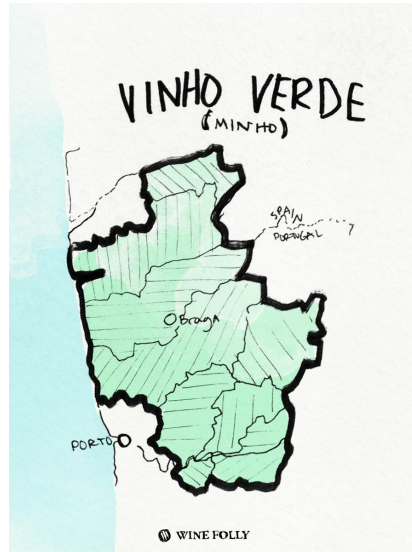 VINHO VERDE
(MINHO)
SPAIN
PORTUGAL
Braga
PORTO
WINE FOLLY